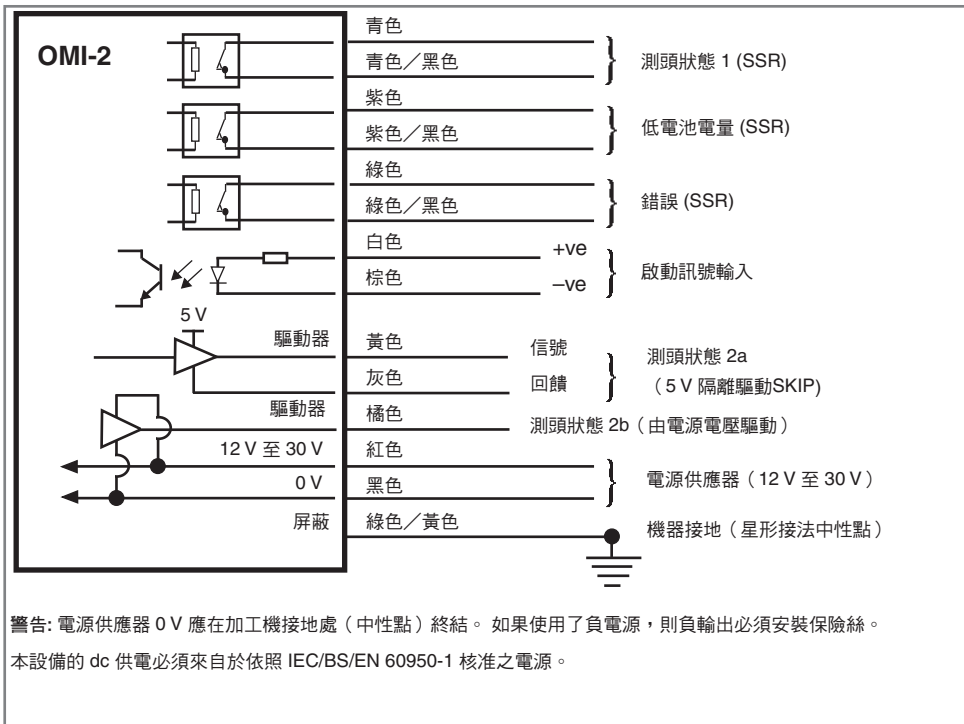 OMI-2
青色
青色／黑色
測頭狀態 1 (SSR)
紫色
紫色／黑色
低電池電量 (SSR)
綠色
綠色／黑色
錯誤 (SSR)
白色
+ve
棕色
–ve
啟動訊號輸入
5 V
驅動器
黃色
信號
灰色
回饋
測頭狀態 2a
（5 V 隔離驅動SKIP)
驅動器
橘色
測頭狀態 2b（由電源電壓驅動）
12 V 至 30 V
紅色
0 V
黑色
電源供應器（12 V 至 30 V）
屏蔽
綠色／黃色
機器接地（星形接法中性點）
警告: 電源供應器 0 V 應在加工機接地處（中性點）終結。 如果使用了負電源，則負輸出必須安裝保險絲。
本設備的 dc 供電必須來自於依照 IEC/BS/EN 60950-1 核准之電源。